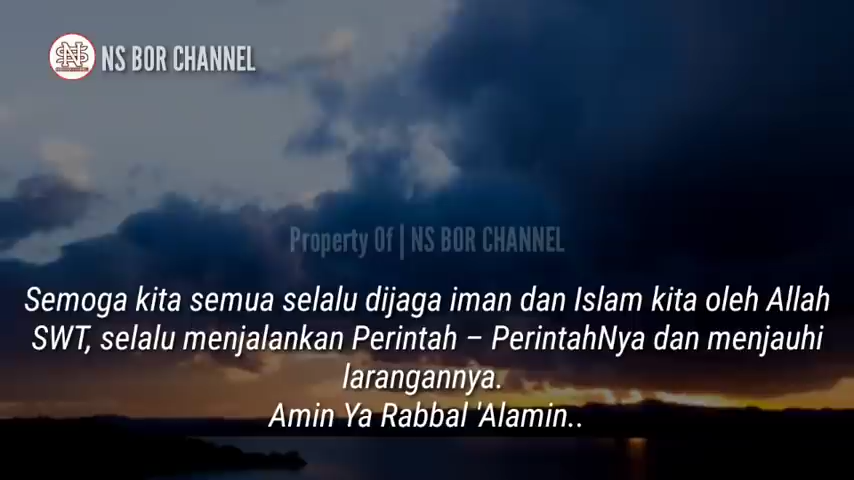 NS BOR CHANNEL
Property Of | NS BOR CHANNEL
Semoga kita semua selalu dijaga iman dan Islam kita oleh Allah
SWT, selalu menjalankan Perintah – PerintahNya dan menjauhi
larangannya.
Amin Ya Rabbal 'Alamin..